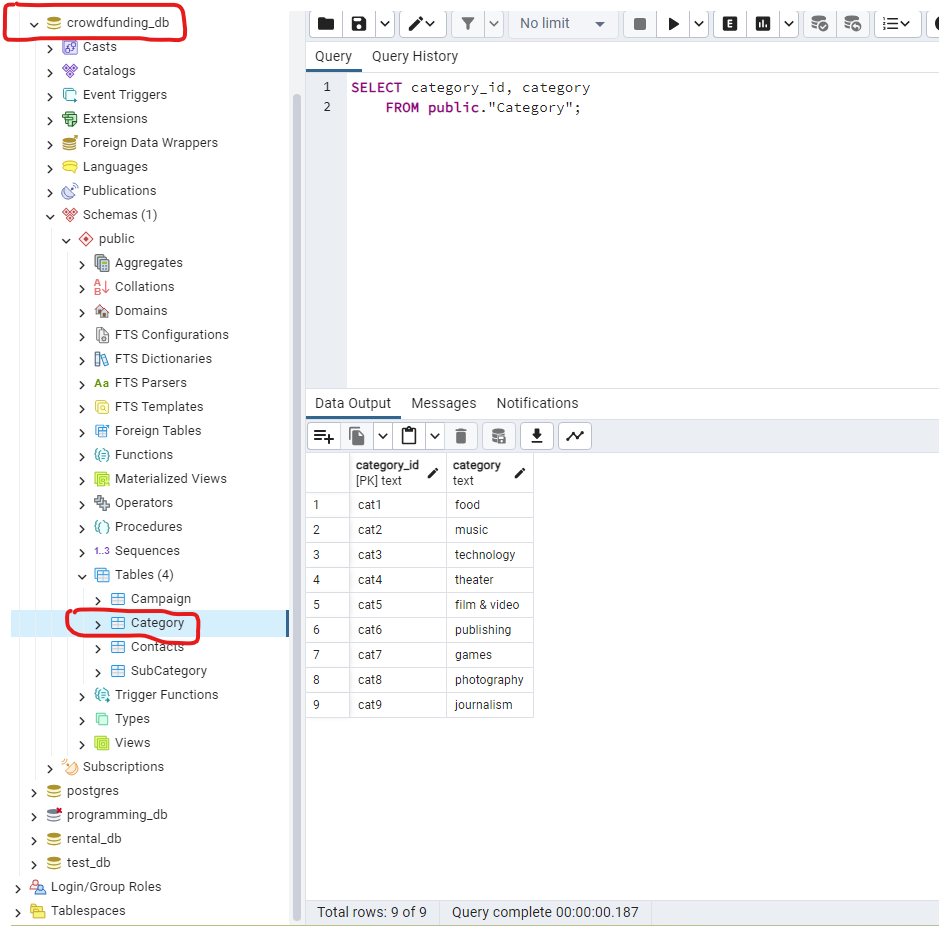 crowdfunding_db
Casts
Catalogs
Event Triggers
Extensions
Foreign Data Wrappers
Languages
Publications
Schemas (1)
public
Aggregates
Collations
Domains
FTS Configurations
FTS Dictionaries
Aa FTS Parsers
FTS Templates
Foreign Tables
Functions
Materialized Views
Operators
Procedures
1..3 Sequences
Tables (4)
Campaign
Category
Contacts
SubCategory
Trigger Functions
Types
Views
Subscriptions
postgres
programming_db
rental_db
test_db
Login/Group Roles
Tablespaces
No limit
E
Query Query History
1 SELECT category_id, category
2 FROM public."Category";
Data Output Messages Notifications
category_id category
[PK] text text
1 cat1 food
2 cat2 music
3 cat3 technology
4 cat4 theater
5 cat5 film & video
6 cat6 publishing
7 cat7 games
8 cat8 photography
9 cat9 journalism
Total rows: 9 of 9 Query complete 00:00:00.187